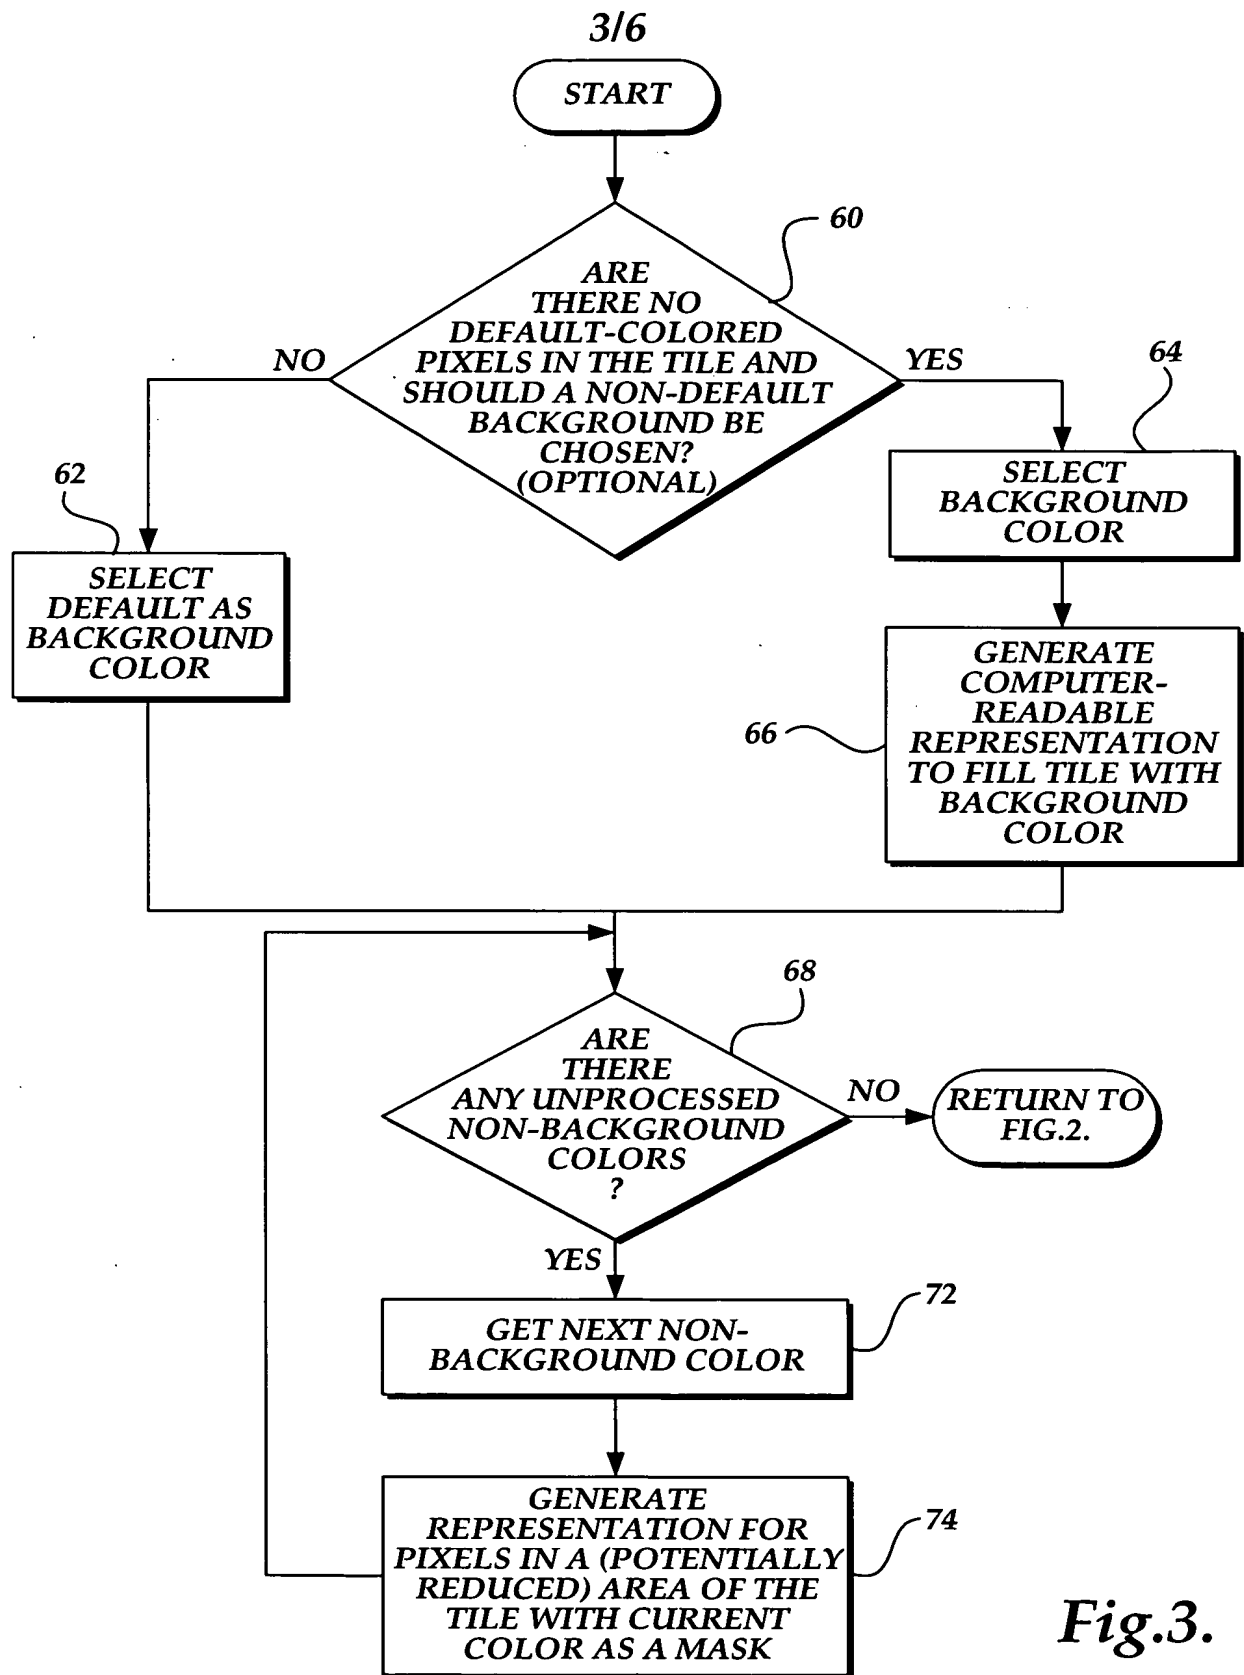 3/6
START
60
ARE
THERE NO
DEFAULT-COLORED
PIXELS IN THE TILE AND
SHOULD A NON-DEFAULT
BACKGROUND BE
CHOSEN?
(OPTIONAL)
NO
YES
62
SELECT
DEFAULT AS
BACKGROUND
COLOR
64
SELECT
BACKGROUND
COLOR
66
GENERATE
COMPUTER-
READABLE
REPRESENTATION
TO FILL TILE WITH
BACKGROUND
COLOR
68
ARE
THERE
ANY UNPROCESSED
NON-BACKGROUND
COLORS
?
NO
RETURN TO
FIG.2.
YES
72
GET NEXT NON-
BACKGROUND COLOR
74
GENERATE
REPRESENTATION FOR
PIXELS IN A (POTENTIALLY
REDUCED) AREA OF THE
TILE WITH CURRENT
COLOR AS A MASK
Fig.3.